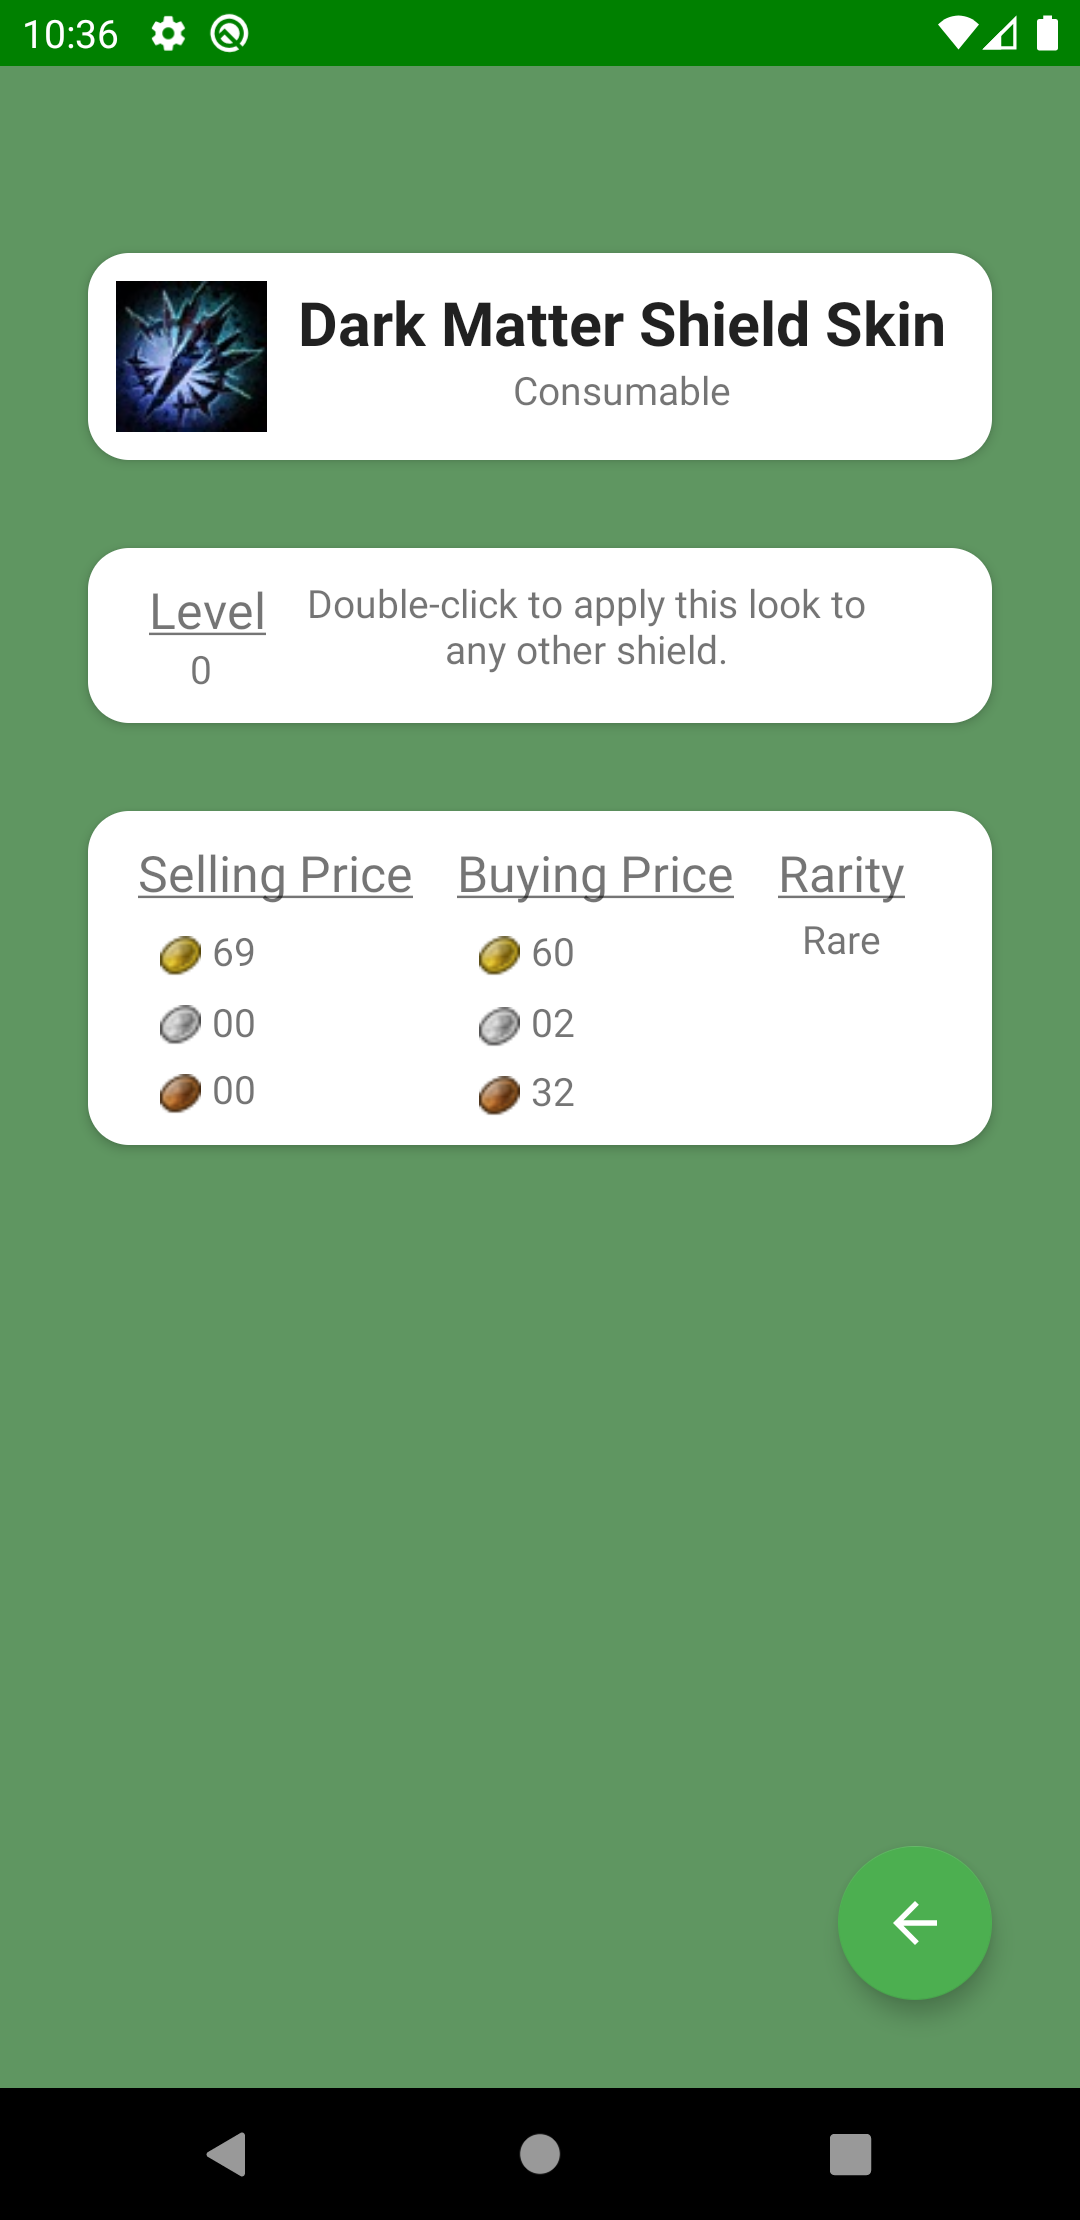 10:36
Dark Matter Shield Skin
Consumable
Level
0
Double-click to apply this look to
any other shield.
Selling Price
69
00
00
Buying Price
60
02
32
Rarity
Rare